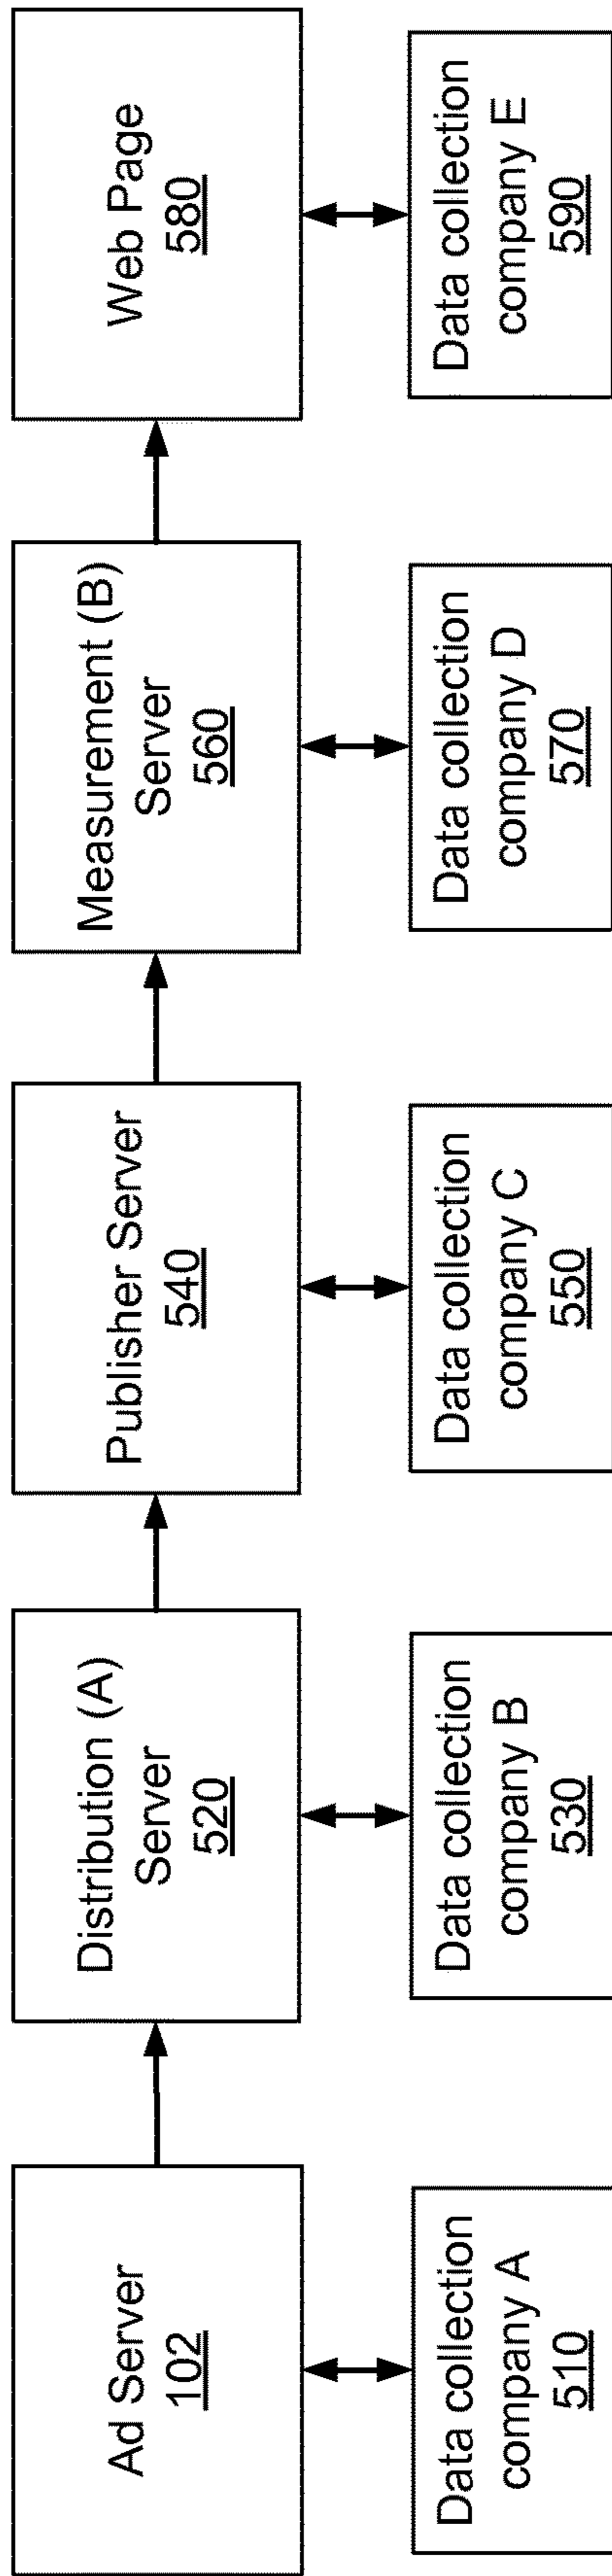 Ad Server
102
Distribution (A)
Server
520
Publisher Server
540
Measurement (B)
Server
560
Web Page
580
Data collection
company A
510
Data collection
company B
530
Data collection
company C
550
Data collection
company D
570
Data collection
company E
590